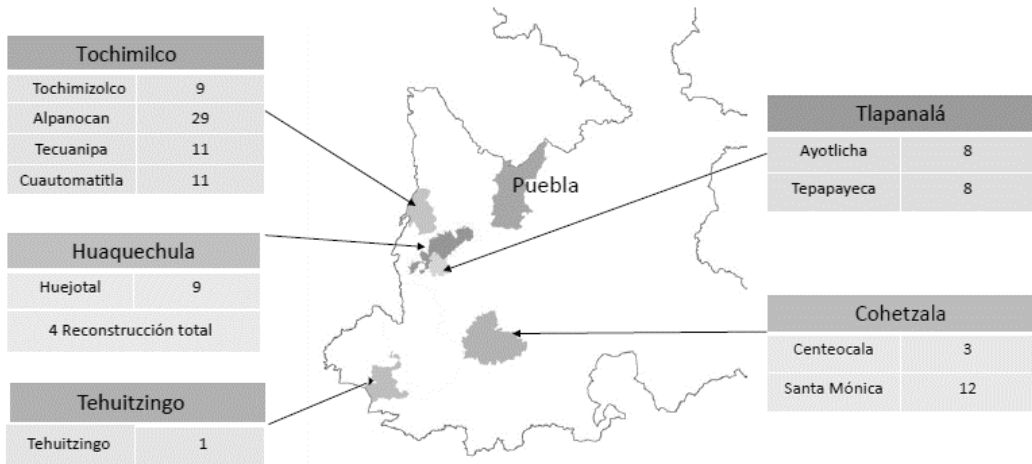 Tochimilco
Tochimizolco 9
Alpanocan 29
Tecuanipa 11
Cuautomatitla 11
Huaquechula
Huejotal 9
4 Reconstrucción total
Tehuitzingo
Tehuitzingo 1
Puebla
Tlapanalá
Ayotlicha 8
Tepapayeca 8
Cohetzala
Centeocala 3
Santa Mónica 12